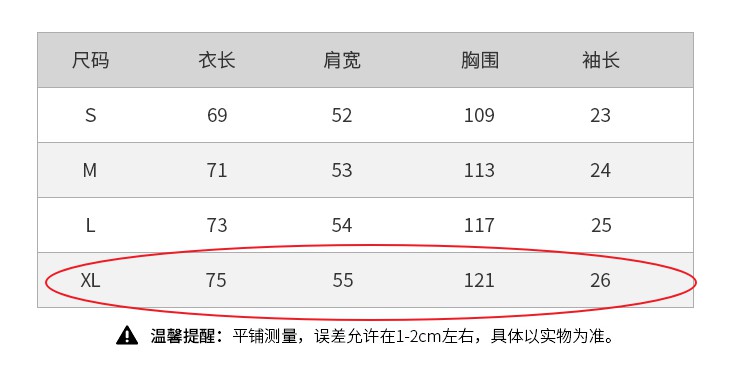 尺码 衣长 肩宽 胸围 袖长
S 69 52 109 23
M 71 53 113 24
L 73 54 117 25
XL 75 55 121 26
温馨提醒：平铺测量，误差允许在1-2cm左右，具体以实物为准。